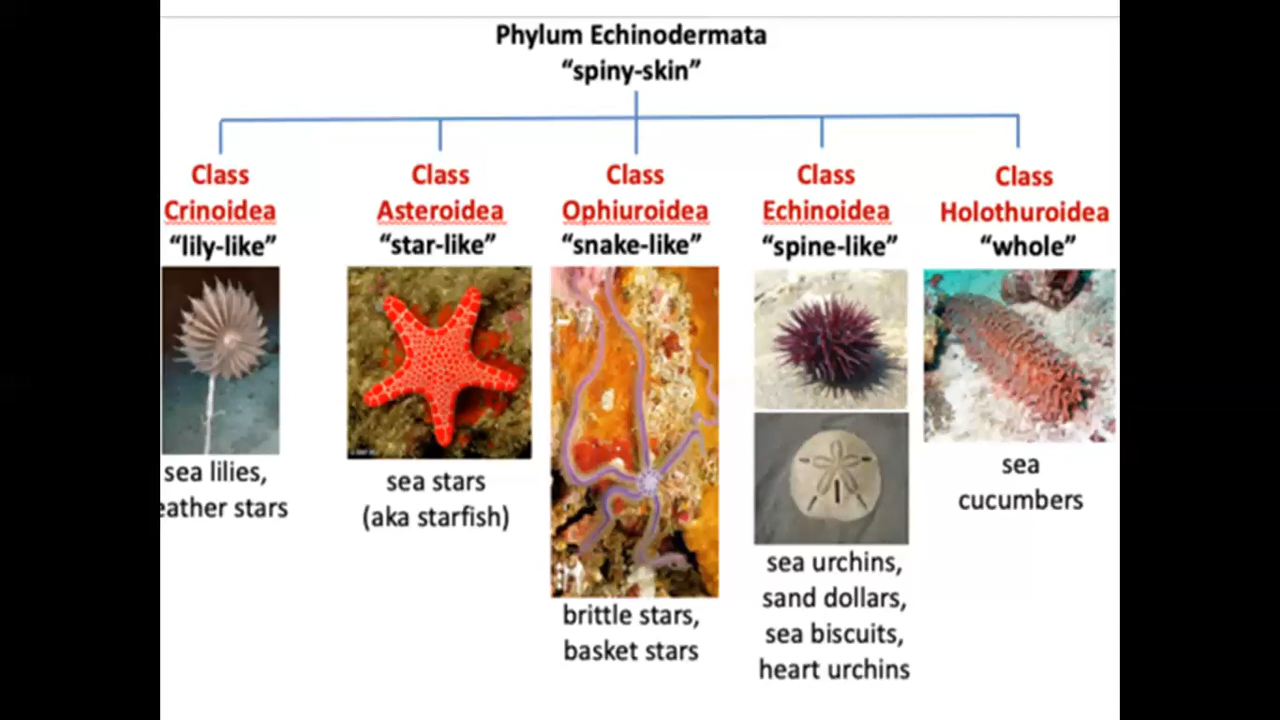 Phylum Echinodermata
“spiny-skin”
Class
Crinoidea
“lily-like”
sea lilies,
eather stars
Class
Asteroidea
“star-like”
sea stars
(aka starfish)
Class
Ophiuroidea
“snake-like”
brittle stars,
basket stars
Class
Echinoidea
“spine-like”
sea urchins,
sand dollars,
sea biscuits,
heart urchins
Class
Holothuroidea
“whole”
sea
cucumbers